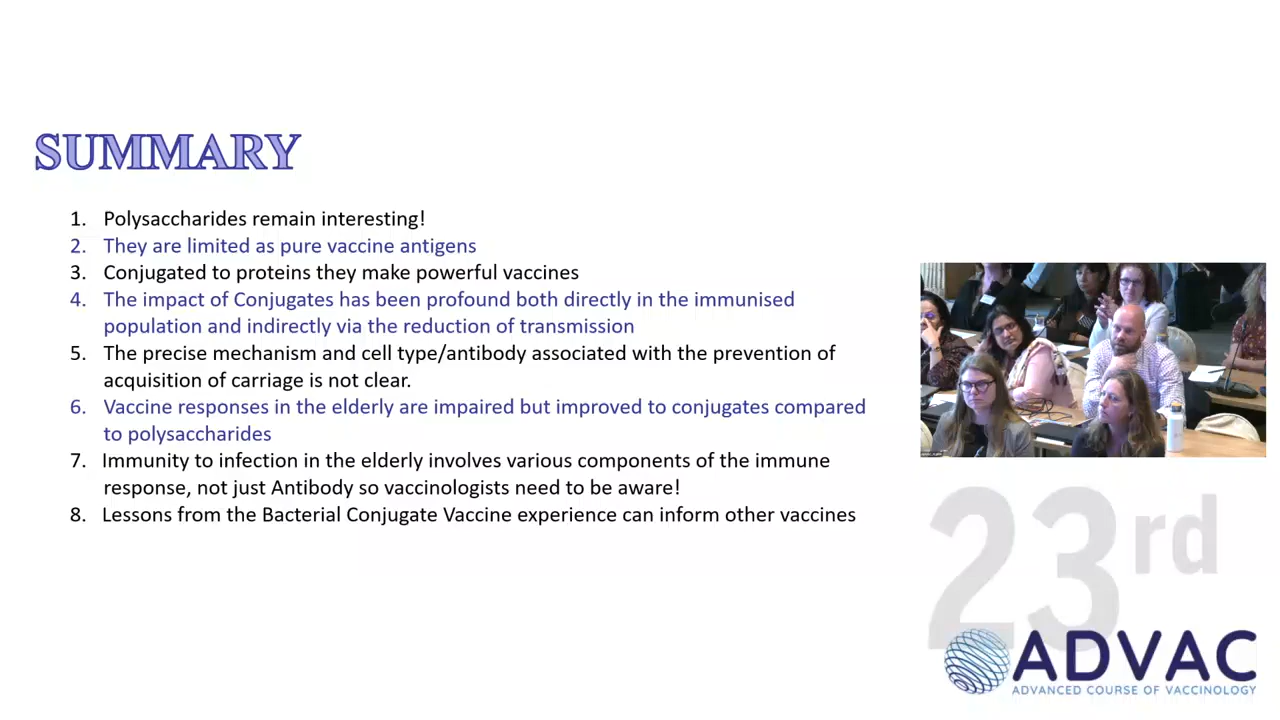 SUMMARY
1. Polysaccharides remain interesting!
2. They are limited as pure vaccine antigens
3. Conjugated to proteins they make powerful vaccines
4. The impact of Conjugates has been profound both directly in the immunised
population and indirectly via the reduction of transmission
5. The precise mechanism and cell type/antibody associated with the prevention of
acquisition of carriage is not clear.
6. Vaccine responses in the elderly are impaired but improved to conjugates compared
to polysaccharides
7. Immunity to infection in the elderly involves various components of the immune
response, not just Antibody so vaccinologists need to be aware!
8. Lessons from the Bacterial Conjugate Vaccine experience can inform other vaccines
23rd
ADVAC
ADVANCED COURSE OF VACCINOLOGY